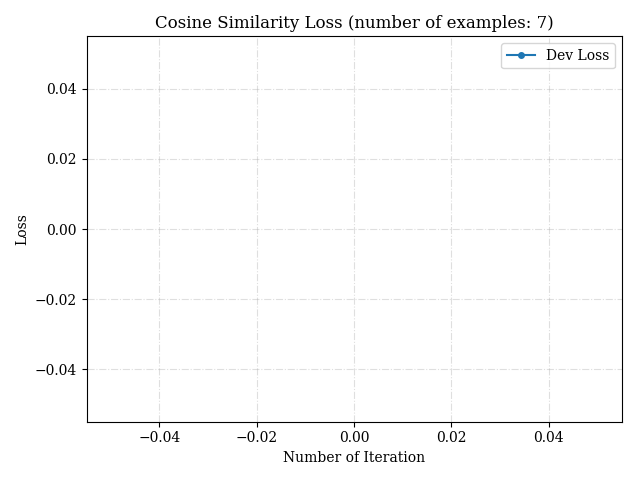 Cosine Similarity Loss (number of examples: 7)
Dev Loss
0.04
0.02
0.00
−0.02
−0.04
Loss
−0.04 −0.02 0.00 0.02 0.04
Number of Iteration